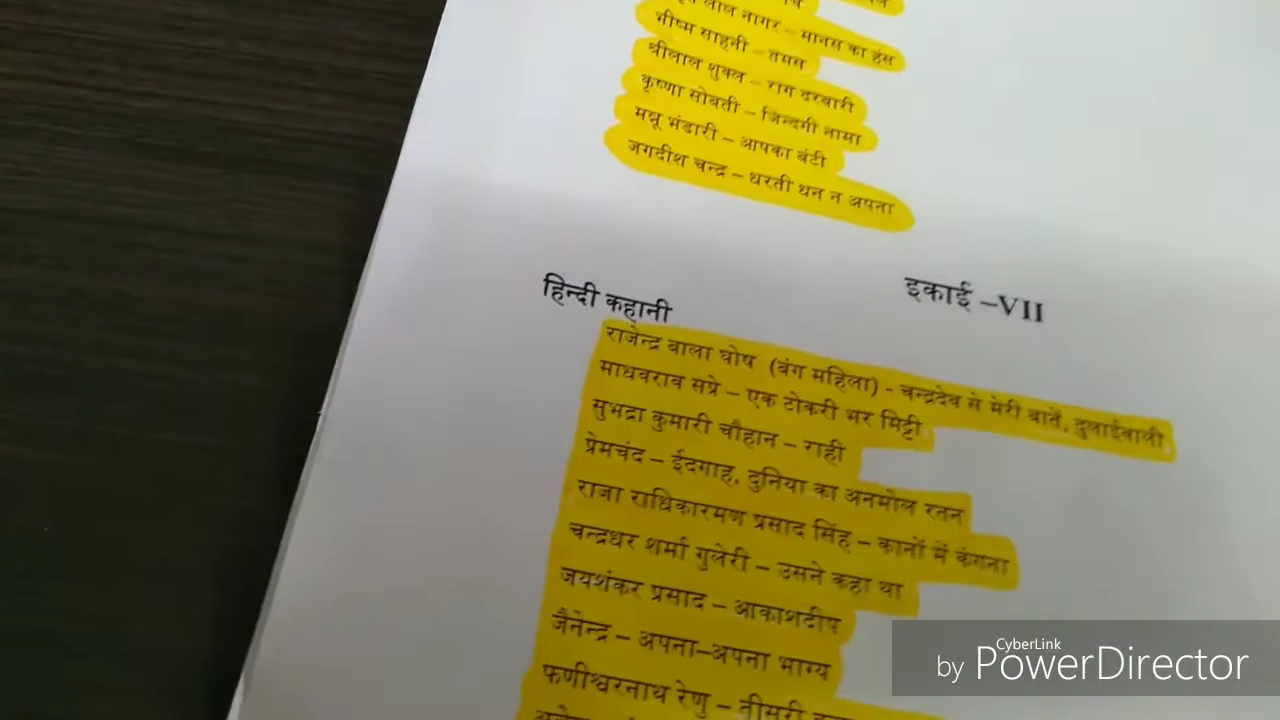 लाल नागर – मानस का हंस
भीष्म साहनी – तमस
श्रीलाल शुक्ल – राग दरबारी
कृष्णा सोबती – जिन्दगी नामा
मन्नू भंडारी – आपका बंटी
जगदीश चन्द्र – धरती धन न अपना
इकाई –VII
हिन्दी कहानी
राजेन्द्र बाला घोष (बंग महिला) - चन्द्रदेव से मेरी बातें, दुलाईवाली
माधवराव सप्रे – एक टोकरी भर मिट्टी
सुभद्रा कुमारी चौहान – राही
प्रेमचंद – ईदगाह, दुनिया का अनमोल रतन
राजा राधिकारमण प्रसाद सिंह – कानों में कंगना
चन्द्रधर शर्मा गुलेरी – उसने कहा था
जयशंकर प्रसाद – आकाशदीप
जैनेन्द्र – अपना–अपना भाग्य
फणीश्वरनाथ रेणु – तीसरी
CyberLink
by PowerDirector